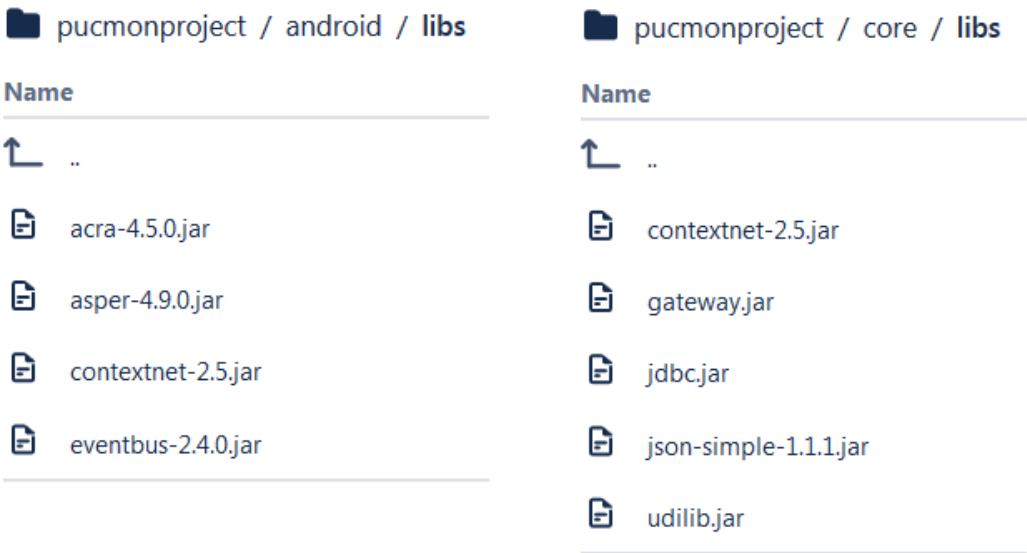 pucmonproject / android / libs
Name
..
acra-4.5.0.jar
asper-4.9.0.jar
contextnet-2.5.jar
eventbus-2.4.0.jar
pucmonproject / core / libs
Name
..
contextnet-2.5.jar
gateway.jar
jdbc.jar
json-simple-1.1.1.jar
udilib.jar